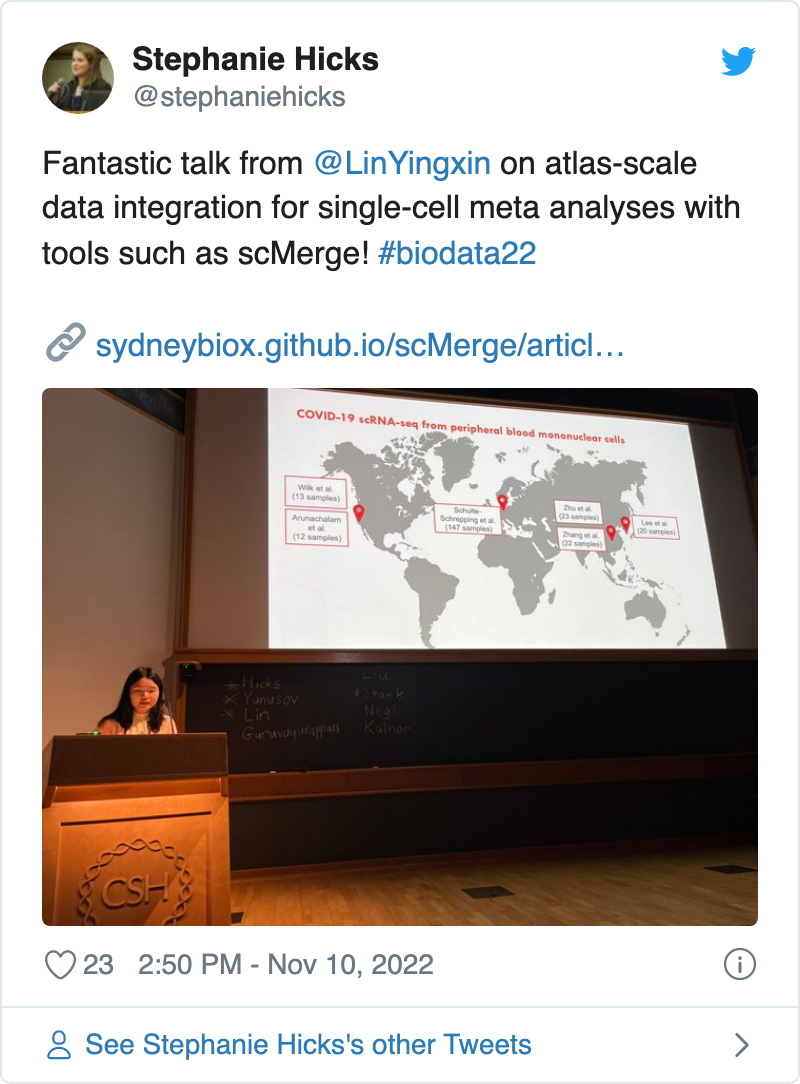 Stephanie Hicks
@stephaniehicks
Fantastic talk from @LinYingxin on atlas-scale
data integration for single-cell meta analyses with
tools such as scMerge! #biodata22
sydneybiox.github.io/scMerge/articl…
COVID-19 scRNA-seq from peripheral blood mononuclear cells
Wilk et al.
(13 samples)
Arunachalam
et al.
(12 samples)
Schulte-
Schrepping et al.
(147 samples)
Zhu et al.
(23 samples)
Zhang et al.
(22 samples)
Lee et al.
(20 samples)
Hicks
Yunusov
Lin
Guruvayurappan
Liu
Stark
Negi
Kalhor
CSH
23 2:50 PM - Nov 10, 2022
See Stephanie Hicks's other Tweets